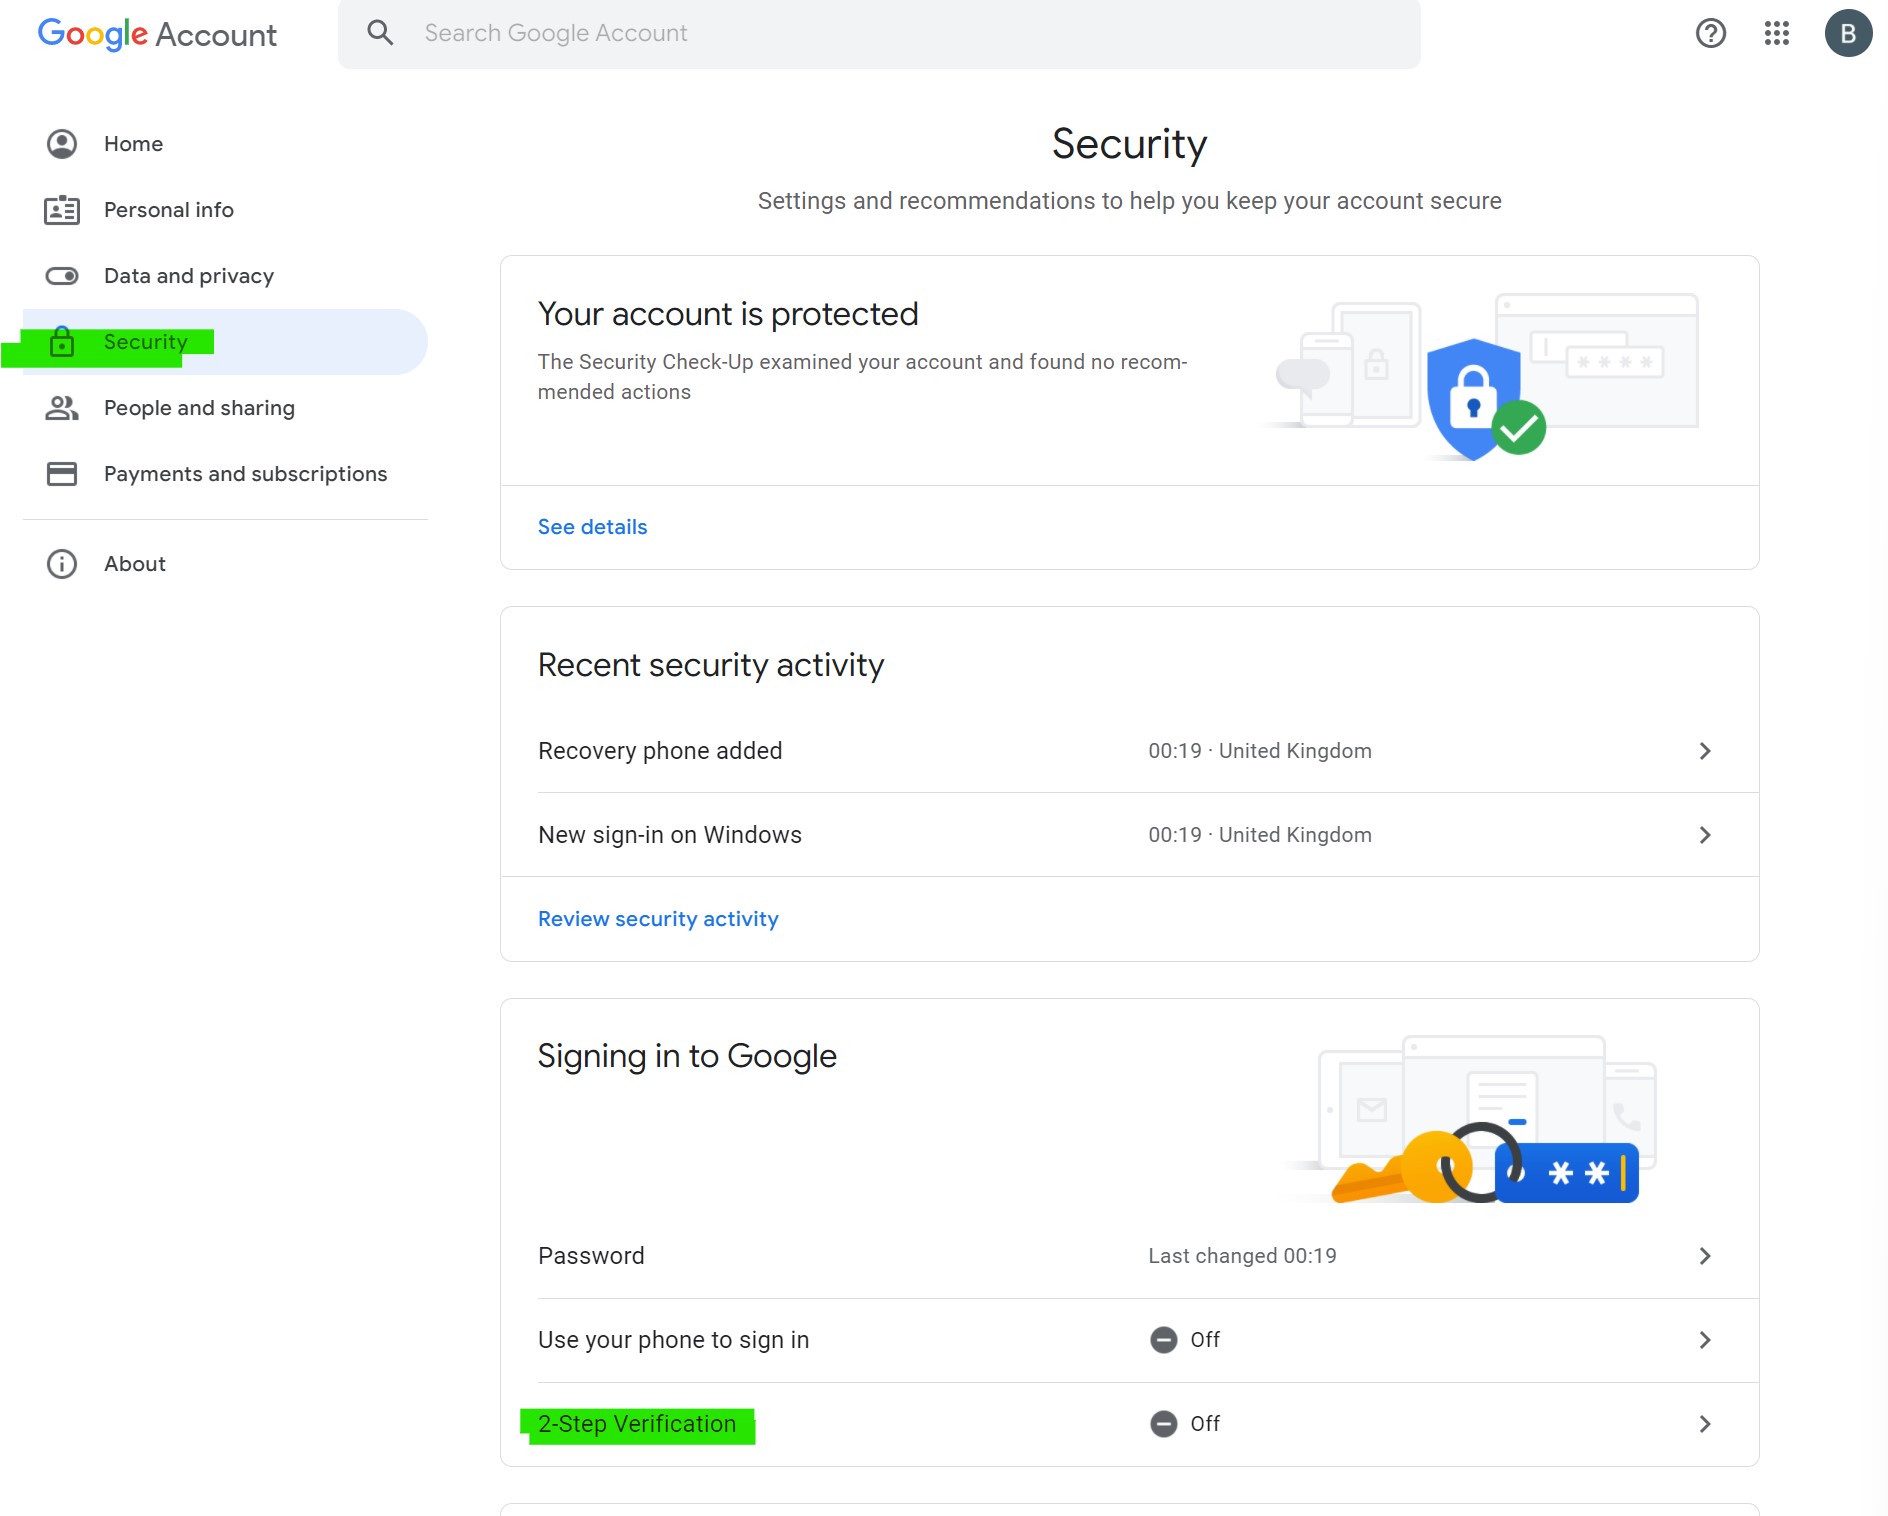 Google Account
Search Google Account
B
Home
Personal info
Data and privacy
Security
People and sharing
Payments and subscriptions
About
Security
Settings and recommendations to help you keep your account secure
Your account is protected
The Security Check-Up examined your account and found no recom-
mended actions
See details
Recent security activity
Recovery phone added 00:19 · United Kingdom
New sign-in on Windows 00:19 · United Kingdom
Review security activity
Signing in to Google
Password Last changed 00:19
Use your phone to sign in Off
2-Step Verification Off